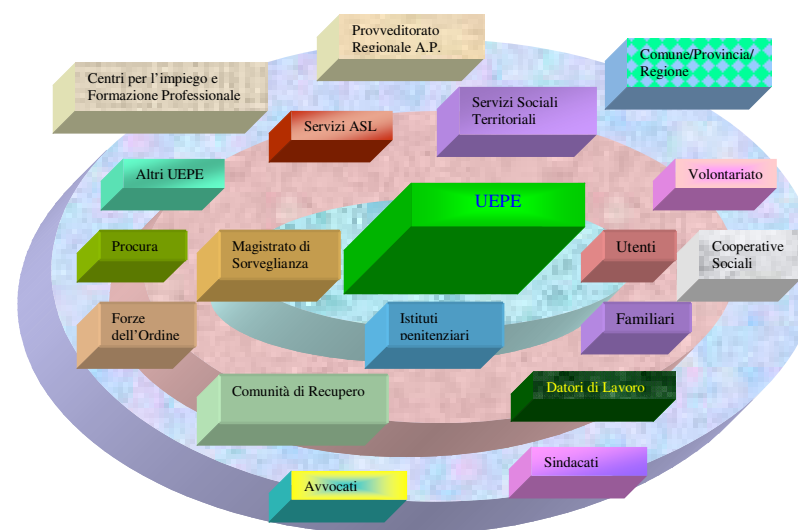 Provveditorato
Regionale A.P.
Comune/Provincia/
Regione
Centri per l'impiego e
Formazione Professionale
Servizi Sociali
Territoriali
Servizi ASL
Altri UEPE
Volontariato
UEPE
Procura
Magistrato di
Sorveglianza
Utenti
Cooperative
Sociali
Forze
dell'Ordine
Istituti
penitenziari
Familiari
Comunità di Recupero
Datori di Lavoro
Sindacati
Avvocati